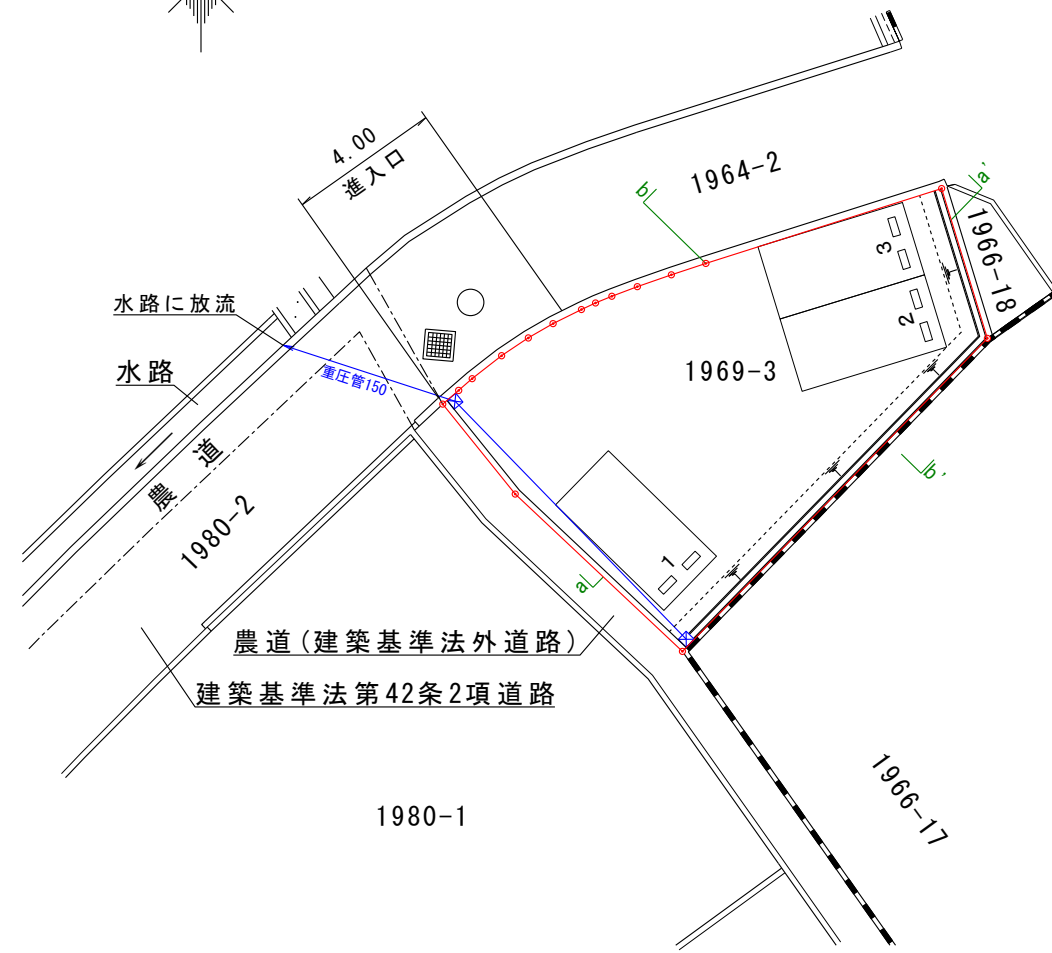 4.00
進入口
1964-2
b
a'
1966-18
3
2
水路に放流
水路
重圧管150
1969-3
農道
1980-2
b'
1
a
農道(建築基準法外道路)
建築基準法第42条2項道路
1966-17
1980-1